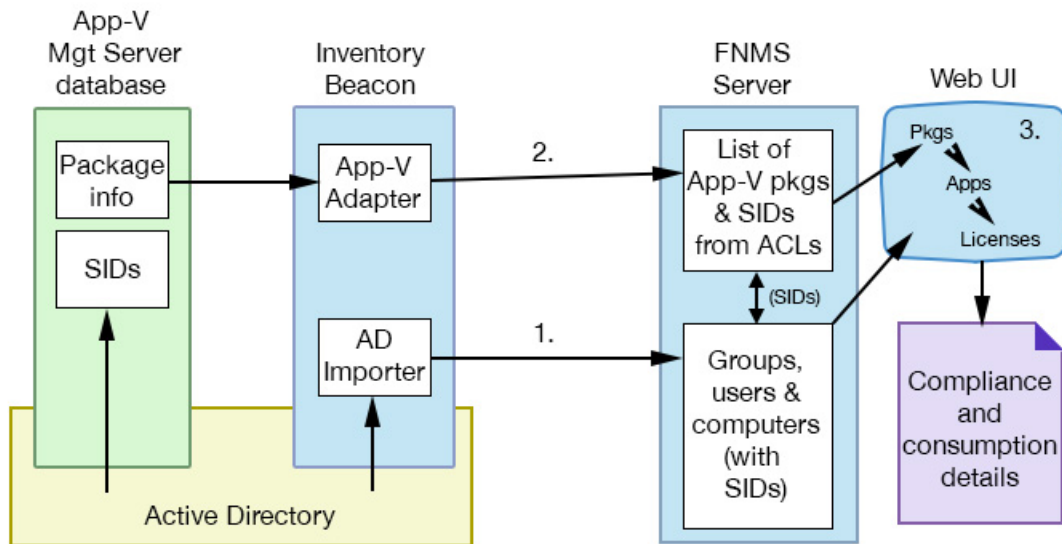 App-V
Mgt Server
database
Inventory
Beacon
FNMS
Server
Web UI
Package
info
SIDs
App-V
Adapter
2.
List of
App-V pkgs
& SIDs
from ACLs
Pkgs
3.
Apps
Licenses
(SIDs)
AD
Importer
1.
Groups,
users &
computers
(with
SIDs)
Compliance
and
consumption
details
Active Directory